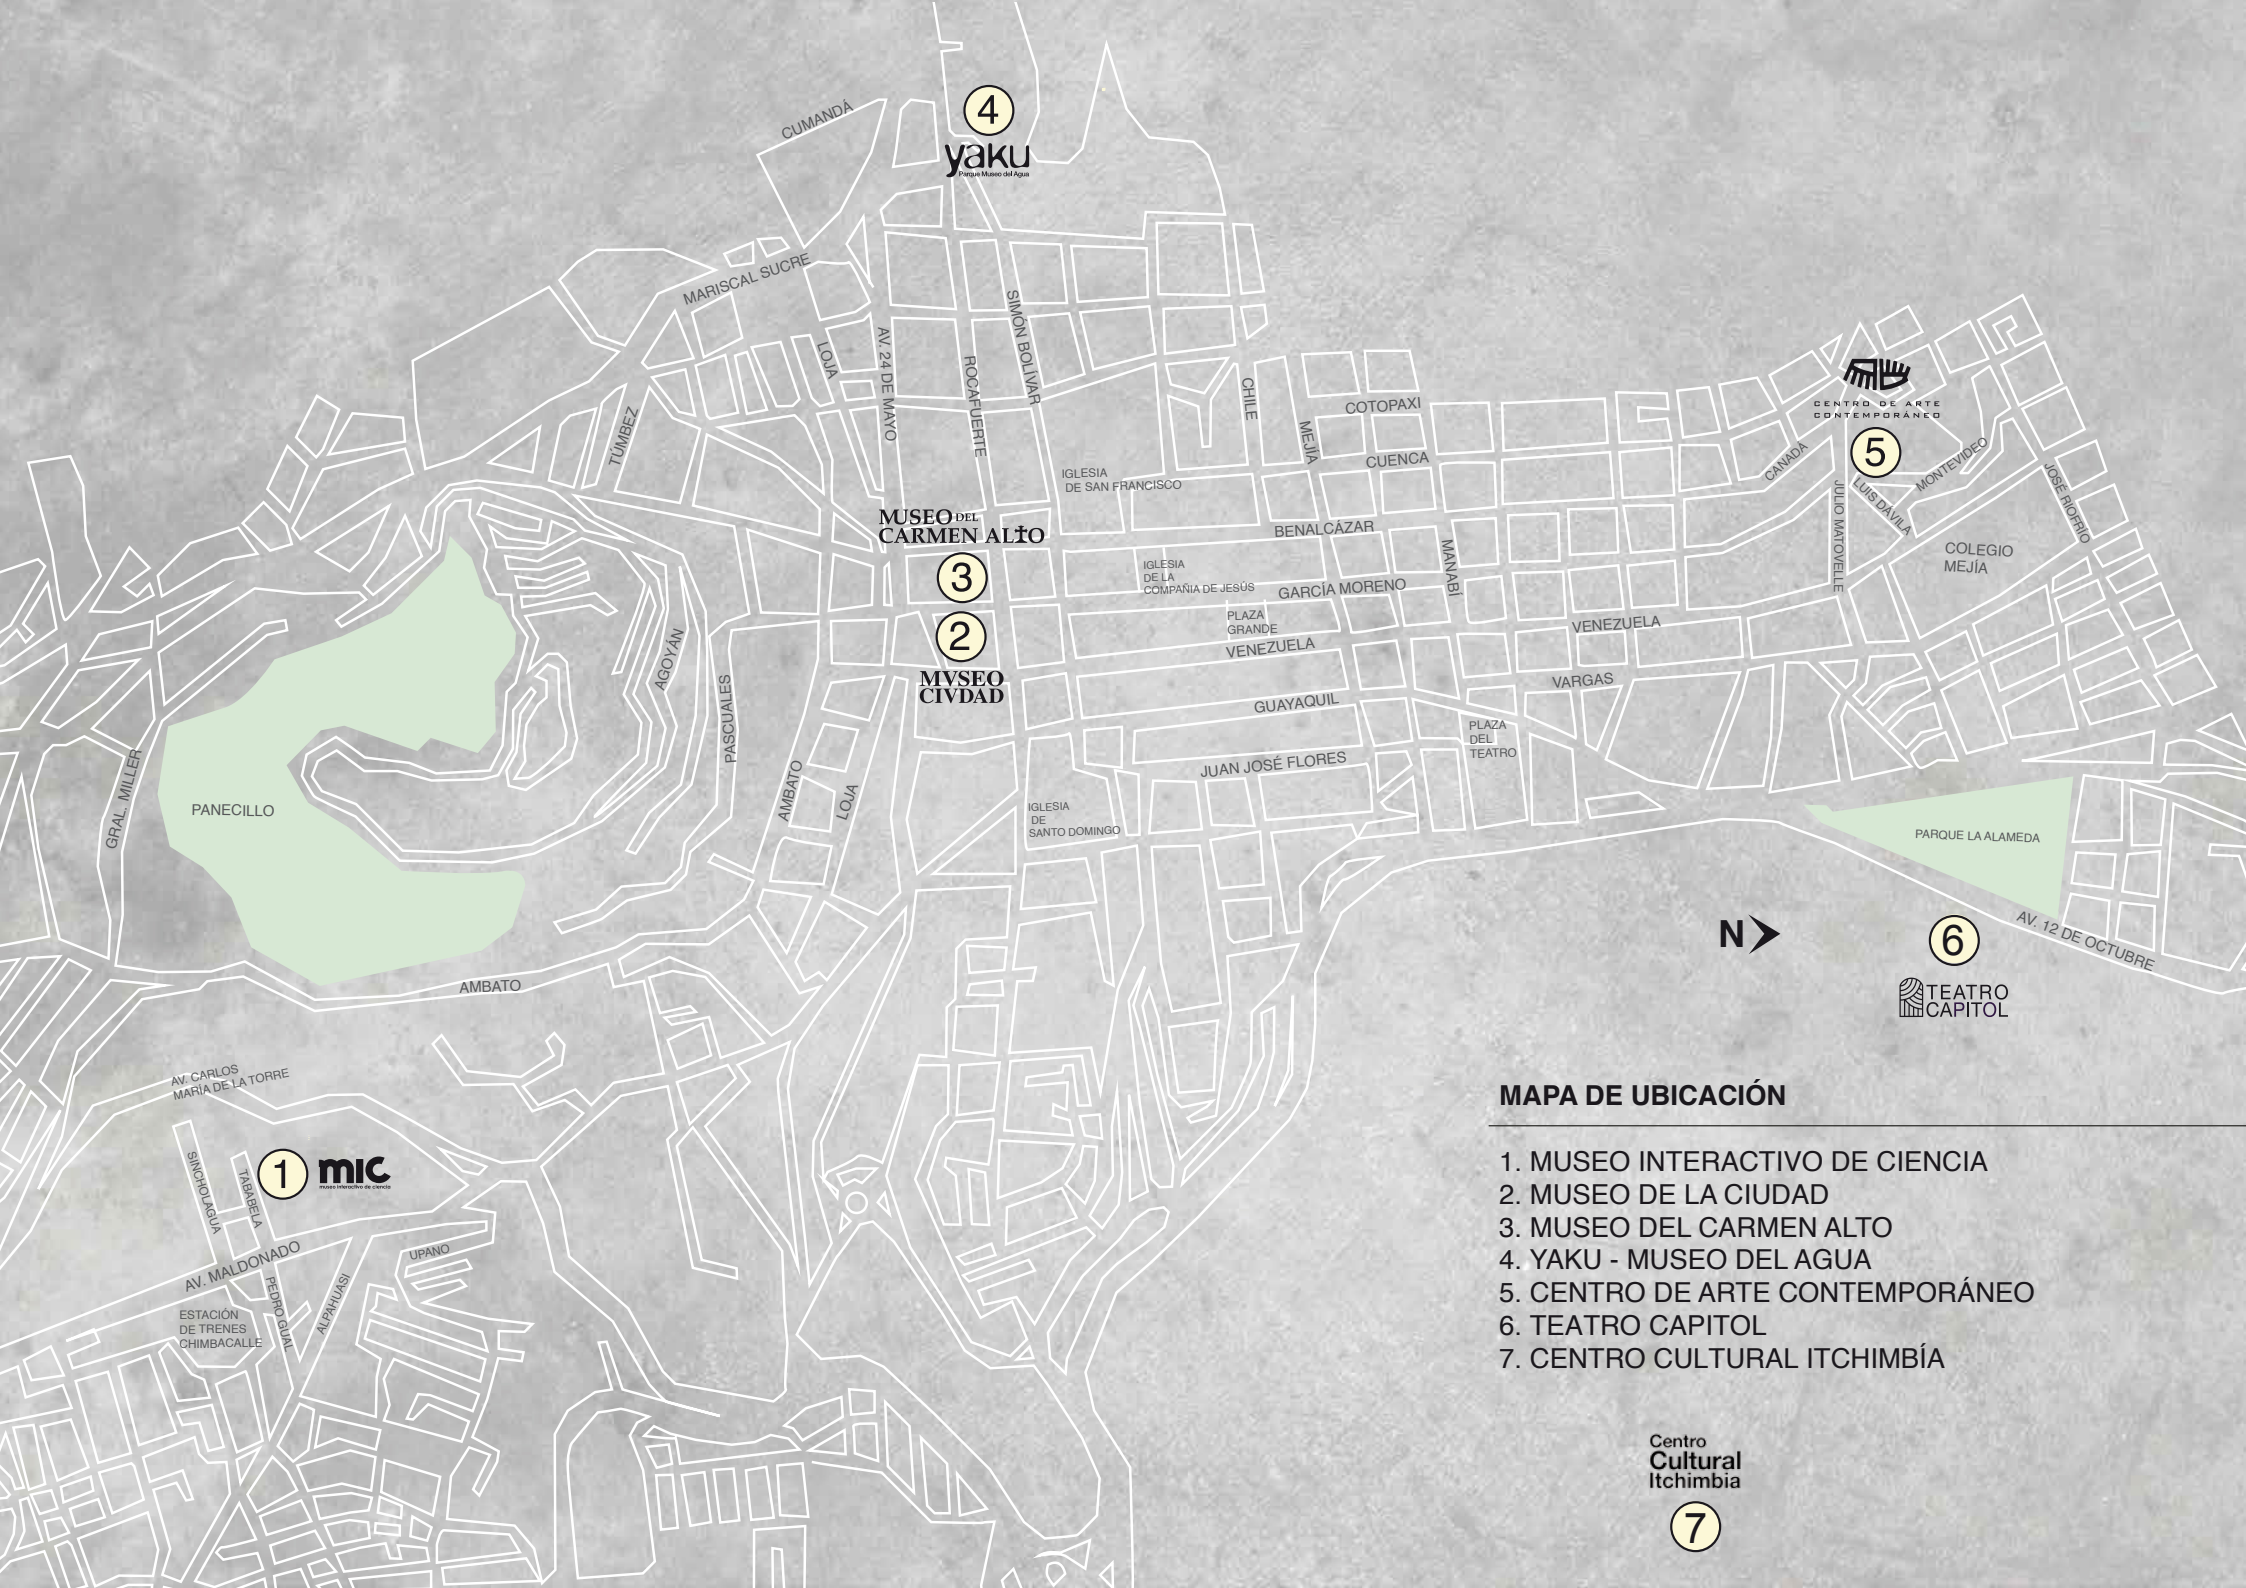 4
yaku
Parque Museo del Agua
CUMANDÁ
MARISCAL SUCRE
SIMÓN BOLÍVAR
AV. 24 DE MAYO
LOJA
ROCAFUERTE
TÚMBEZ
CHILE
MEJÍA
COTOPAXI
CUENCA
IGLESIA
DE SAN FRANCISCO
CENTRO DE ARTE
CONTEMPORÁNEO
5
CANADÁ
MONTEVIDEO
LUIS DÁVILA
JULIO MATOVELLE
JOSÉ RIOFRÍO
COLEGIO
MEJÍA
MUSEO DEL
CARMEN ALTO
3
BENALCÁZAR
MANABÍ
IGLESIA
DE LA
COMPAÑIA DE JESÚS
GARCÍA MORENO
PLAZA
GRANDE
VENEZUELA
VENEZUELA
2
MVSEO
CIVDAD
AGOYÁN
PASCUALES
VARGAS
GUAYAQUIL
PLAZA
DEL
TEATRO
JUAN JOSÉ FLORES
GRAL. MILLER
PANECILLO
AMBATO
LOJA
IGLESIA
DE
SANTO DOMINGO
PARQUE LA ALAMEDA
AV. 12 DE OCTUBRE
N
6
TEATRO
CAPITOL
AMBATO
AV. CARLOS
MARÍA DE LA TORRE
SINCHOLAGUA
TABABELA
1
mic
museo interactivo de ciencia
AV. MALDONADO
UPANO
PEDRO GUAL
ALPAHUASI
ESTACIÓN
DE TRENES
CHIMBACALLE
MAPA DE UBICACIÓN
1. MUSEO INTERACTIVO DE CIENCIA
2. MUSEO DE LA CIUDAD
3. MUSEO DEL CARMEN ALTO
4. YAKU - MUSEO DEL AGUA
5. CENTRO DE ARTE CONTEMPORÁNEO
6. TEATRO CAPITOL
7. CENTRO CULTURAL ITCHIMBÍA
Centro
Cultural
Itchimbia
7